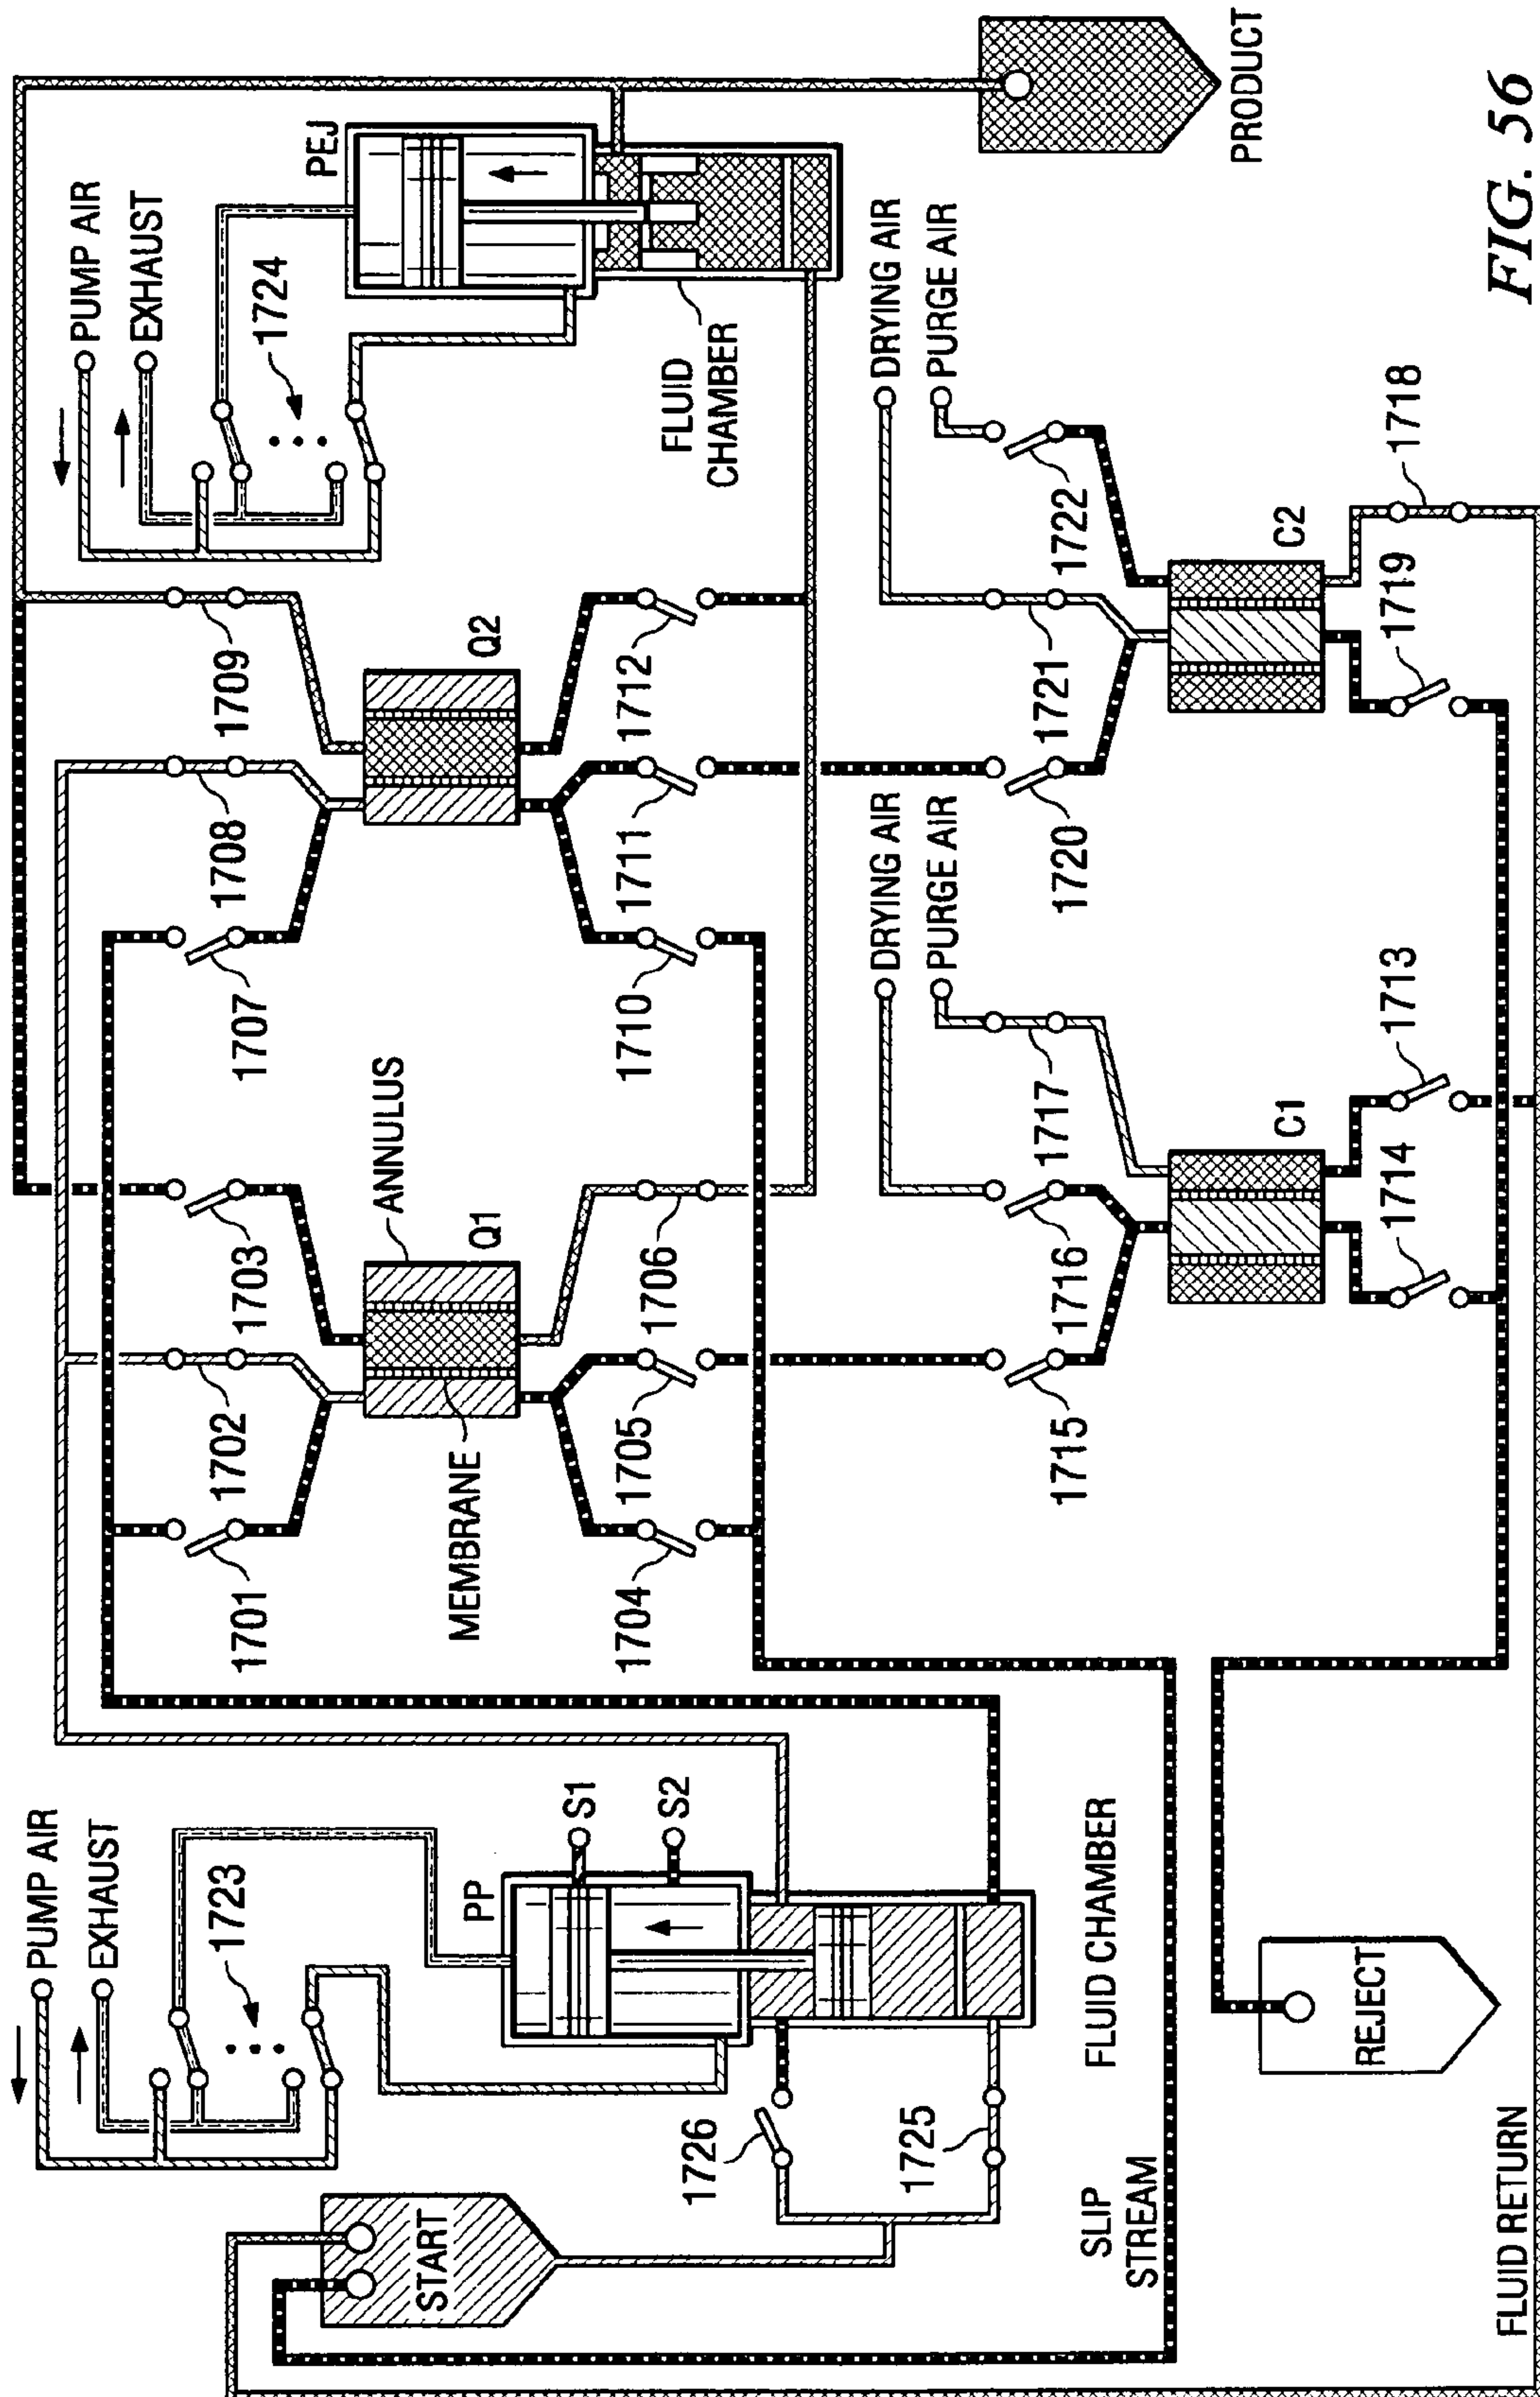 PUMP AIR
EXHAUST
1723
START
PP
S1
S2
1726
1725
SLIP
STREAM
FLUID CHAMBER
REJECT
FLUID RETURN
1701
1702
1703
MEMBRANE
ANNULUS
Q1
1704
1705
1706
1707
1708
1709
Q2
1710
1711
1712
PUMP AIR
EXHAUST
1724
PEJ
FLUID
CHAMBER
PRODUCT
DRYING AIR
PURGE AIR
1715
1716
1717
C1
1714
1713
DRYING AIR
PURGE AIR
1720
1721
1722
C2
1719
1718
FIG. 56